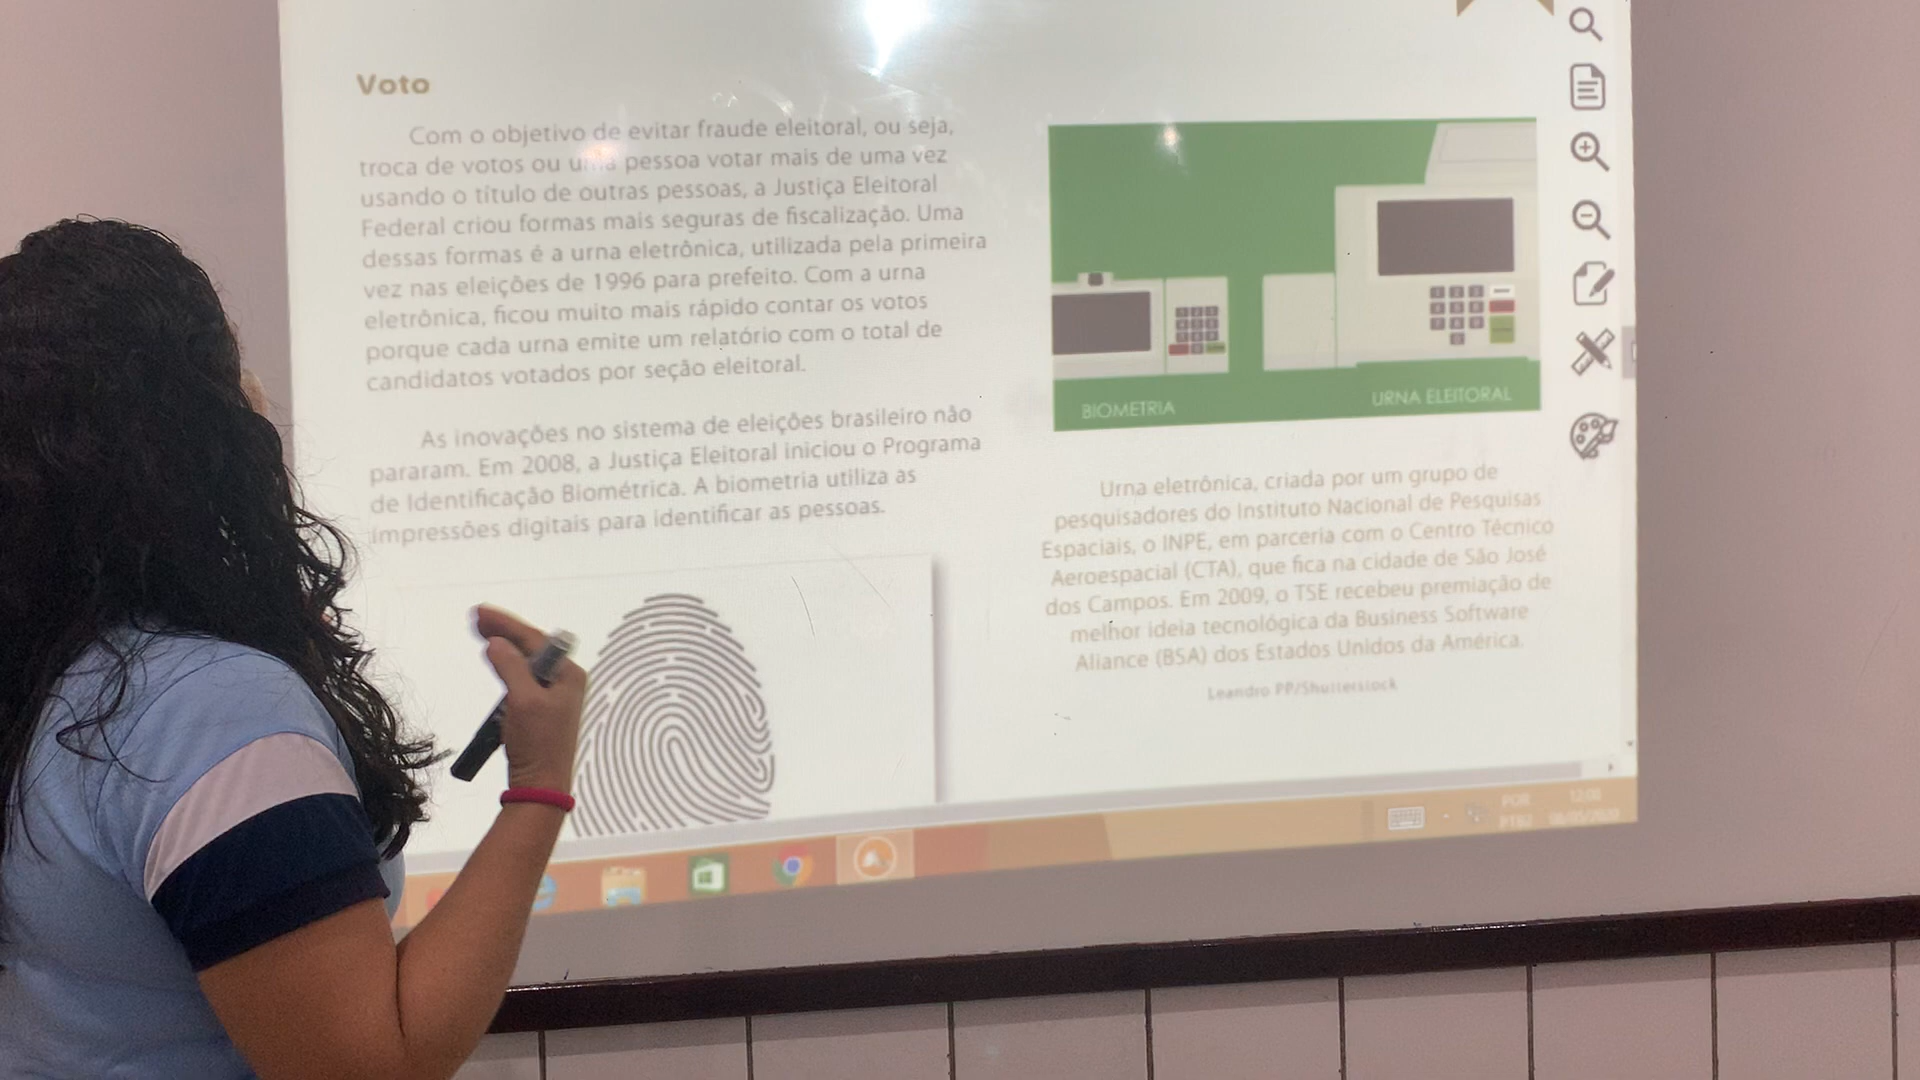 Voto
Com o objetivo de evitar fraude eleitoral, ou seja,
troca de votos ou uma pessoa votar mais de uma vez
usando o título de outras pessoas, a Justiça Eleitoral
Federal criou formas mais seguras de fiscalização. Uma
dessas formas é a urna eletrônica, utilizada pela primeira
vez nas eleições de 1996 para prefeito. Com a urna
eletrônica, ficou muito mais rápido contar os votos
porque cada urna emite um relatório com o total de
candidatos votados por seção eleitoral.
As inovações no sistema de eleições brasileiro não
pararam. Em 2008, a Justiça Eleitoral iniciou o Programa
de Identificação Biométrica. A biometria utiliza as
impressões digitais para identificar as pessoas.
BIOMETRIA
URNA ELEITORAL
Urna eletrônica, criada por um grupo de
pesquisadores do Instituto Nacional de Pesquisas
Espaciais, o INPE, em parceria com o Centro Técnico
Aeroespacial (CTA), que fica na cidade de São José
dos Campos. Em 2009, o TSE recebeu premiação de
melhor ideia tecnológica da Business Software
Aliance (BSA) dos Estados Unidos da América.
Leandro PP/Shutterstock
POR
PTB2